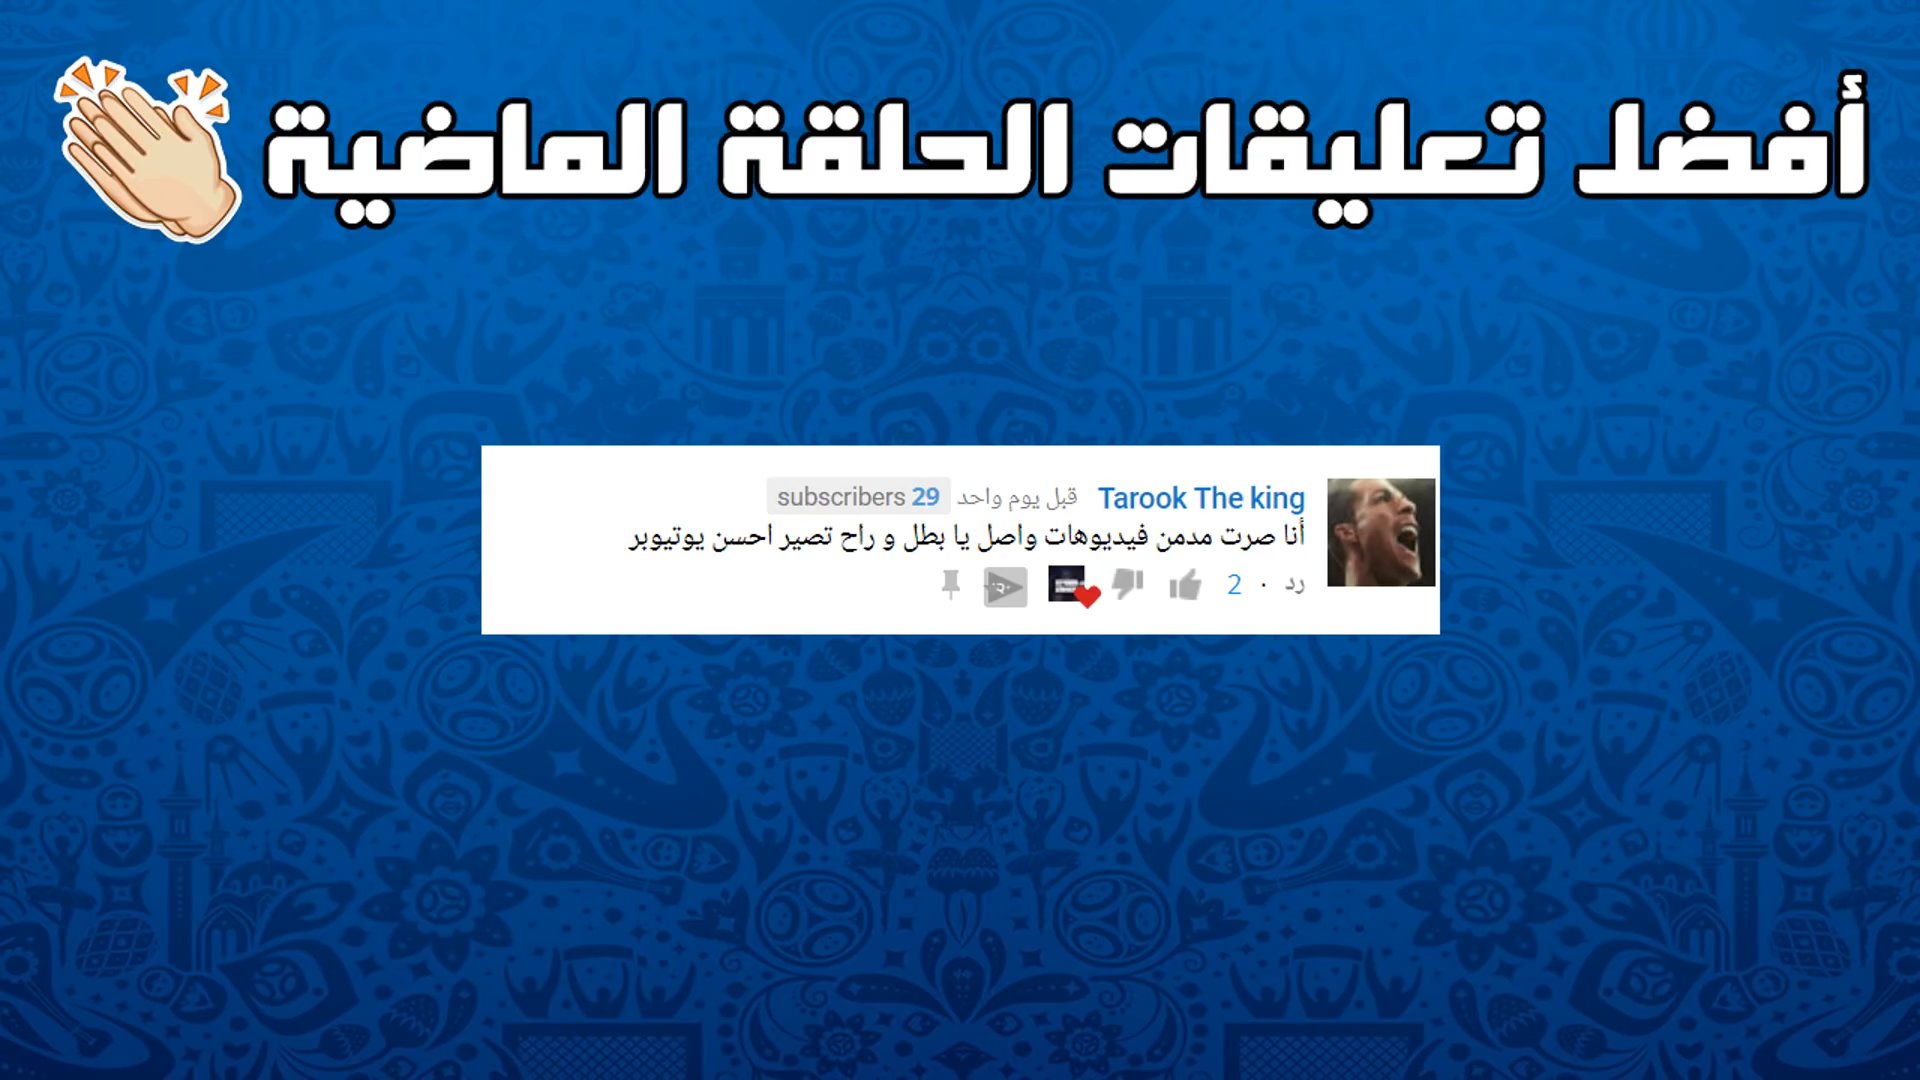 أفضل تعليقات الحلقة الماضية
Tarook The king قبل يوم واحد 29 subscribers
أنا صرت مدمن فيديوهات واصل يا بطل و راح تصير احسن يوتيوبر
رد · 2